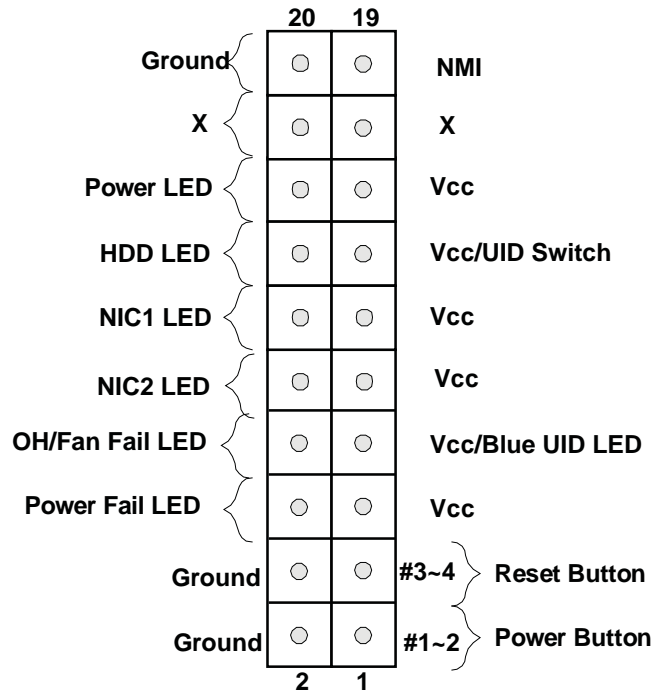 20 19
Ground NMI
X X
Power LED Vcc
HDD LED Vcc/UID Switch
NIC1 LED Vcc
NIC2 LED Vcc
OH/Fan Fail LED Vcc/Blue UID LED
Power Fail LED Vcc
Ground #3~4 Reset Button
Ground #1~2 Power Button
2 1